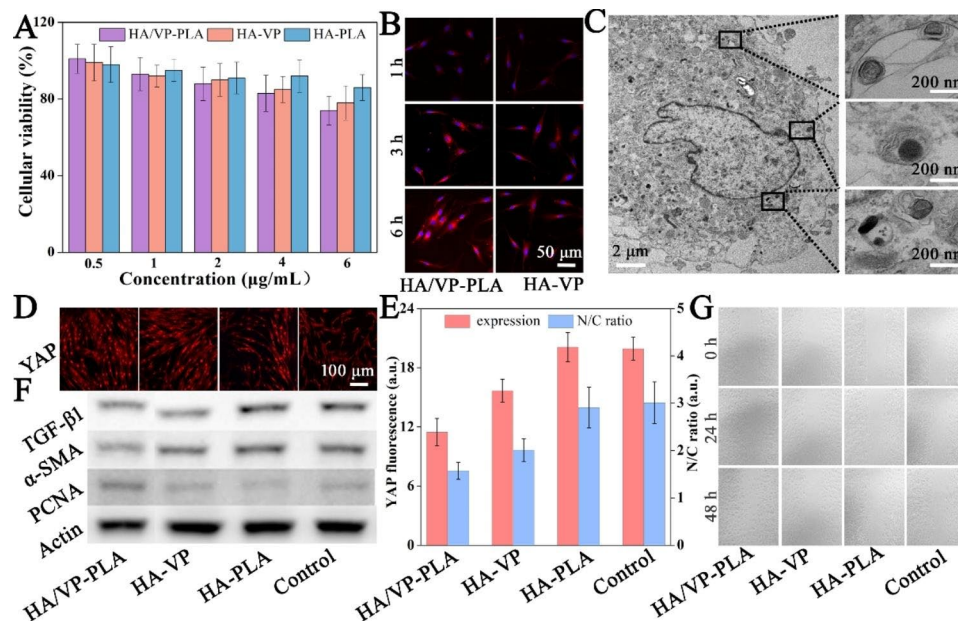 A
HA/VP-PLA HA-VP HA-PLA
Cellular viability (%)
120
80
40
0
0.5 1 2 4 6
Concentration (μg/mL）
B
1 h
3 h
6 h
50 μm
HA/VP-PLA HA-VP
C
2 μm
200 nm
200 nm
200 nm
D
YAP
100 μm
E
expression N/C ratio
YAP fluorescence (a.u.)
24
18
12
6
0
N/C ratio (a.u.)
5
4
3
2
1
0
HA/VP-PLA HA-VP HA-PLA Control
F
TGF-β1
α-SMA
PCNA
Actin
HA/VP-PLA HA-VP HA-PLA Control
G
0 h
24 h
48 h
HA/VP-PLA HA-VP HA-PLA Control